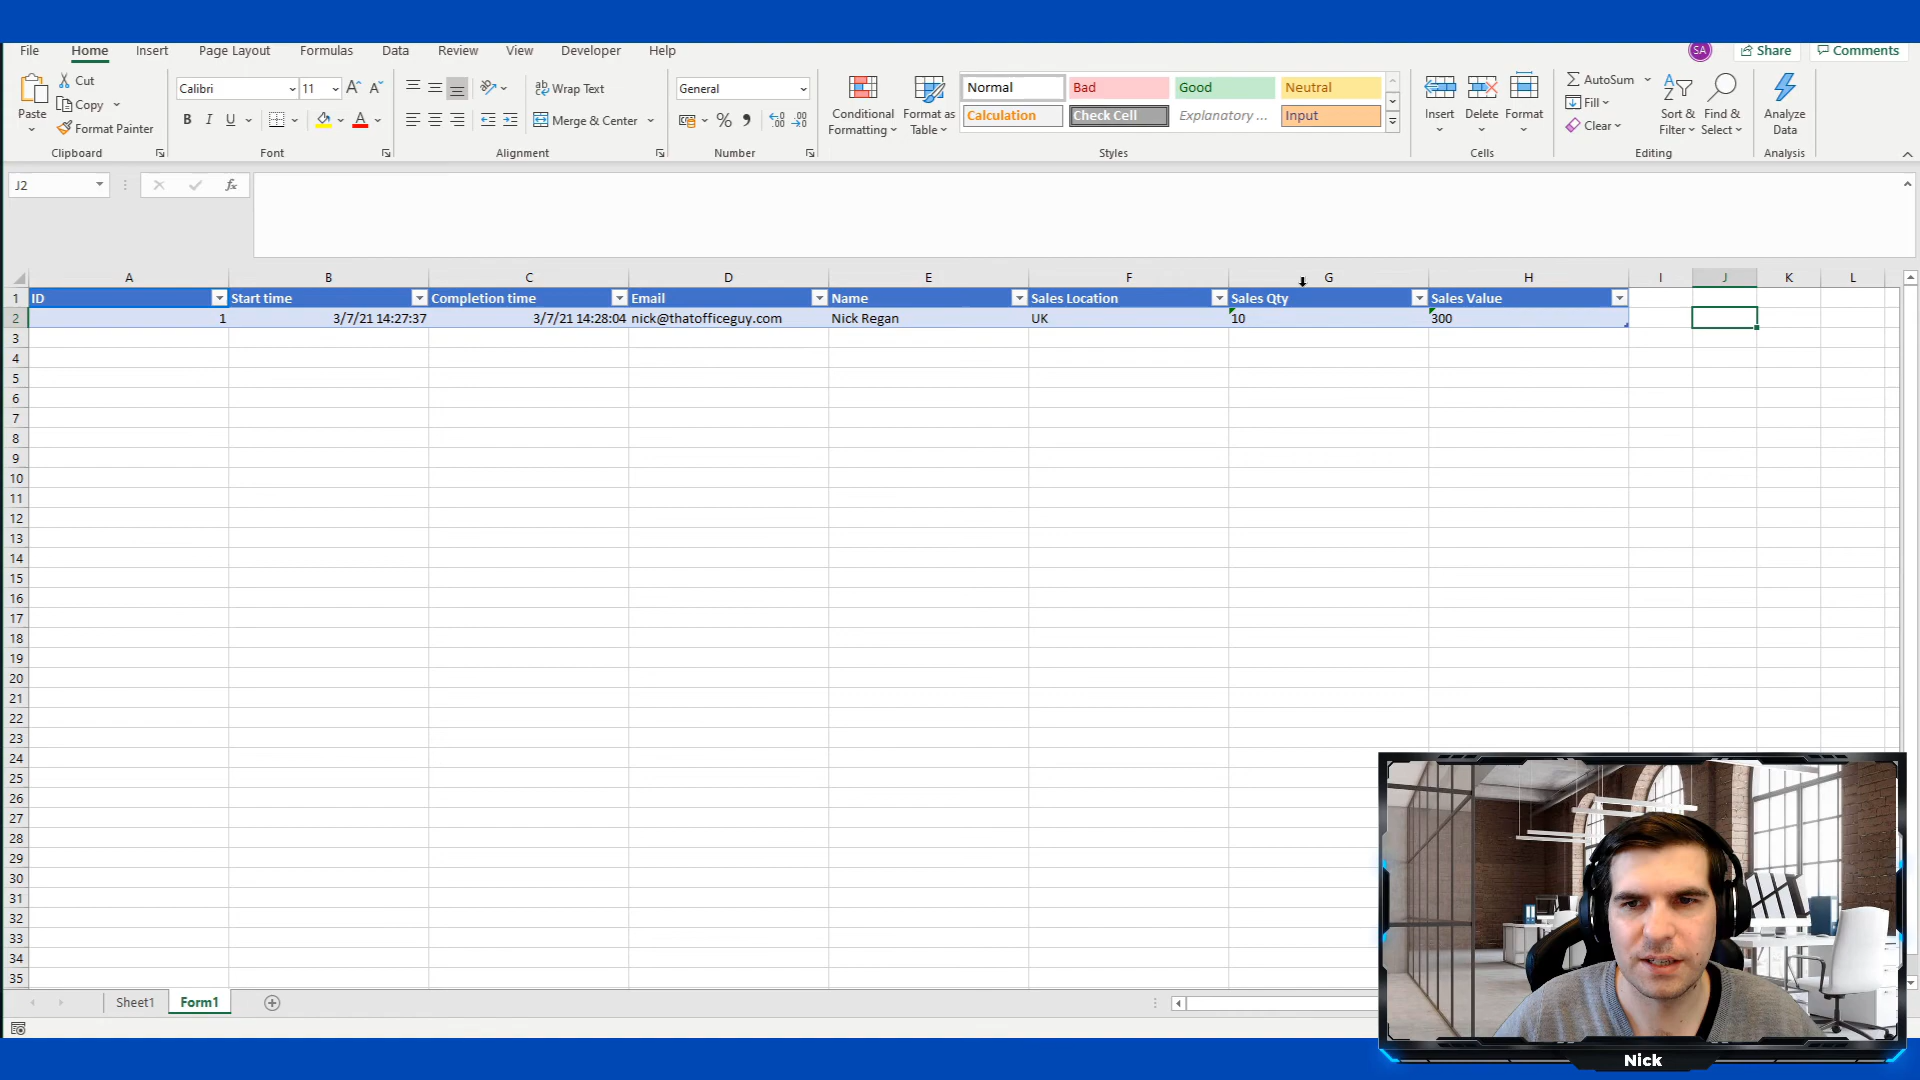 File Home Insert Page Layout Formulas Data Review View Developer Help SA Share Comments
Paste Cut Copy Format Painter Clipboard
Calibri 11 A A B I U A Font
ab Wrap Text Merge & Center Alignment
General % Number
Conditional Formatting Format as Table
Normal Bad Good Neutral
Calculation Check Cell Explanatory ... Input
Styles
Insert Delete Format Cells
AutoSum Fill Clear Sort & Filter Find & Select Editing
Analyze Data Analysis
J2 fx
A B C D E F G H I J K L
1 ID Start time Completion time Email Name Sales Location Sales Qty Sales Value
2 1 3/7/21 14:27:37 3/7/21 14:28:04 nick@thatofficeguy.com Nick Regan UK 10 300
3
4
5
6
7
8
9
10
11
12
13
14
15
16
17
18
19
20
21
22
23
24
25
26
27
28
29
30
31
32
33
34
35
Sheet1 Form1
Nick